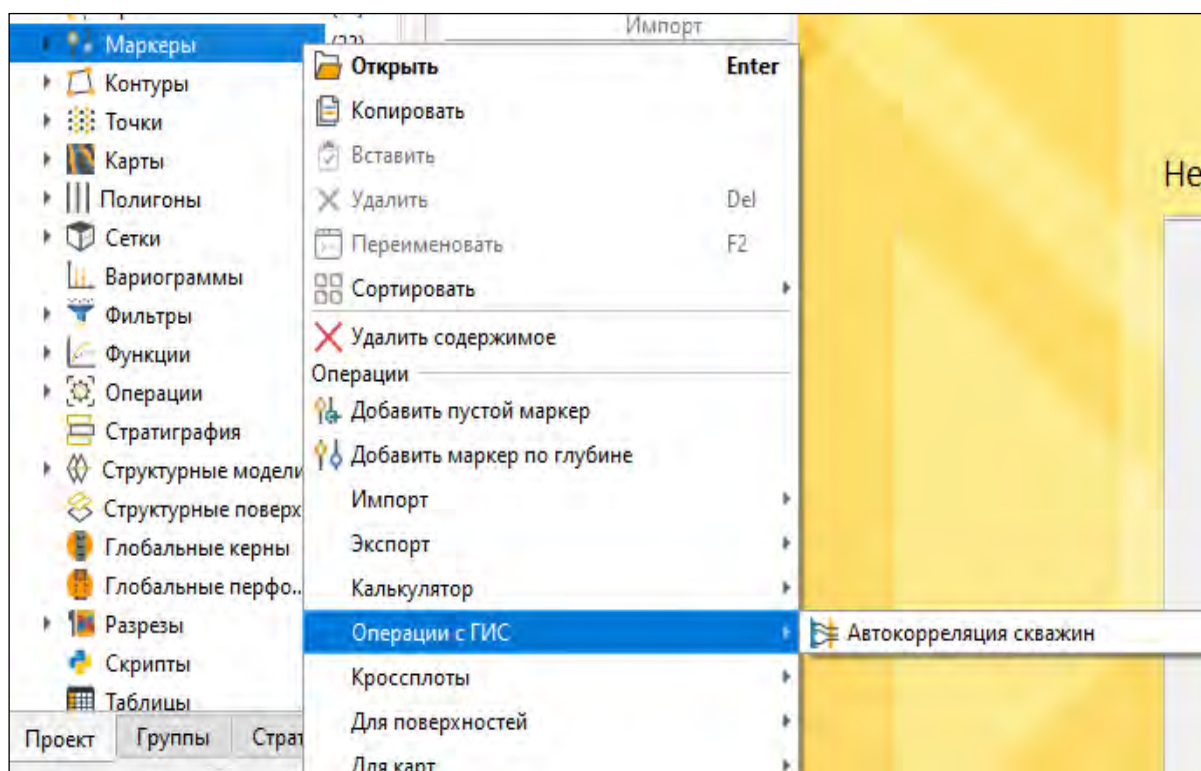 Импорт
Маркеры
(22)
Контуры
Точки
Карты
Полигоны
Сетки
Вариограммы
Фильтры
Функции
Операции
Стратиграфия
Структурные модели
Структурные поверх
Глобальные керны
Глобальные перфо...
Разрезы
Скрипты
Таблицы
Проект Группы Страт
Открыть Enter
Копировать
Вставить
Удалить Del
Переименовать F2
Сортировать
Удалить содержимое
Операции
Добавить пустой маркер
Добавить маркер по глубине
Импорт
Экспорт
Калькулятор
Операции с ГИС
Кроссплоты
Для поверхностей
Для карт
Автокорреляция скважин
Не